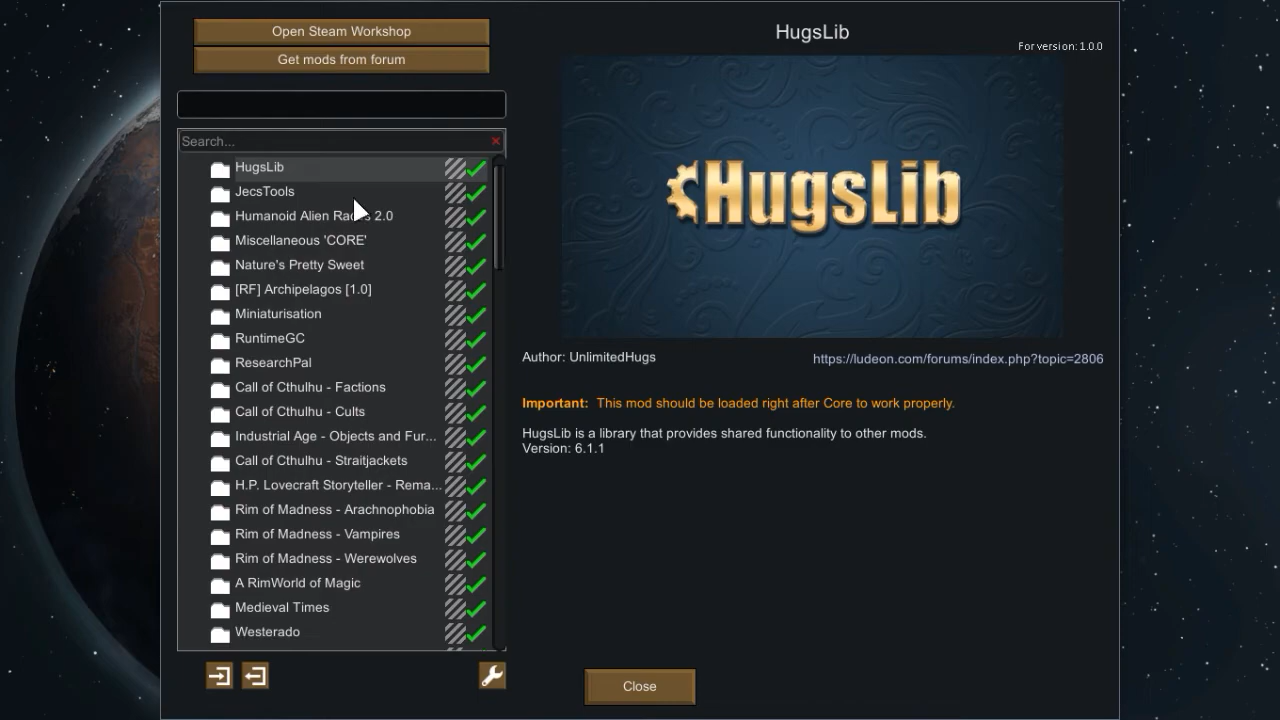 Open Steam Workshop
Get mods from forum
Search...
HugsLib
JecsTools
Humanoid Alien Races 2.0
Miscellaneous 'CORE'
Nature's Pretty Sweet
[RF] Archipelagos [1.0]
Miniaturisation
RuntimeGC
ResearchPal
Call of Cthulhu - Factions
Call of Cthulhu - Cults
Industrial Age - Objects and Fur...
Call of Cthulhu - Straitjackets
H.P. Lovecraft Storyteller - Rema...
Rim of Madness - Arachnophobia
Rim of Madness - Vampires
Rim of Madness - Werewolves
A RimWorld of Magic
Medieval Times
Westerado
HugsLib
For version: 1.0.0
HugsLib
Author: UnlimitedHugs
https://ludeon.com/forums/index.php?topic=2806
Important: This mod should be loaded right after Core to work properly.
HugsLib is a library that provides shared functionality to other mods.
Version: 6.1.1
Close